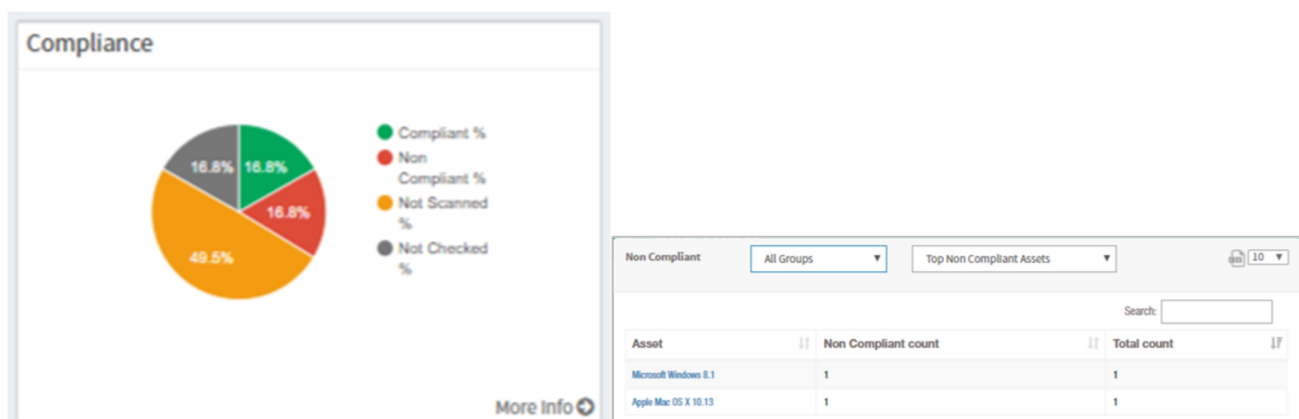 Compliance
16.8% 16.8%
16.8%
49.5%
Compliant %
Non
Compliant %
Not Scanned
%
Not Checked
%
More Info
Non Compliant All Groups Top Non Compliant Assets 10
Search:
Asset Non Compliant count Total count
Microsoft Windows 8.1 1 1
Apple Mac OS X 10.13 1 1